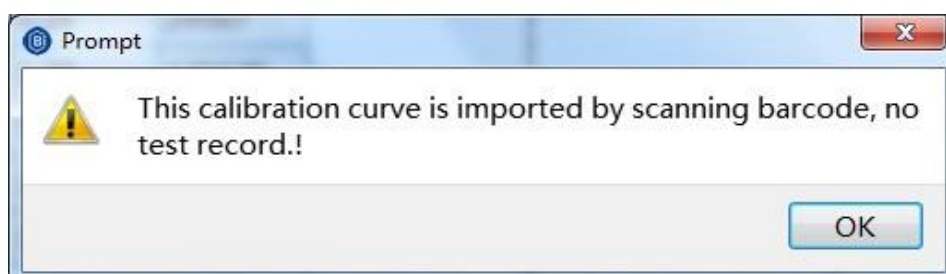 Prompt
This calibration curve is imported by scanning barcode, no
test record.!
OK